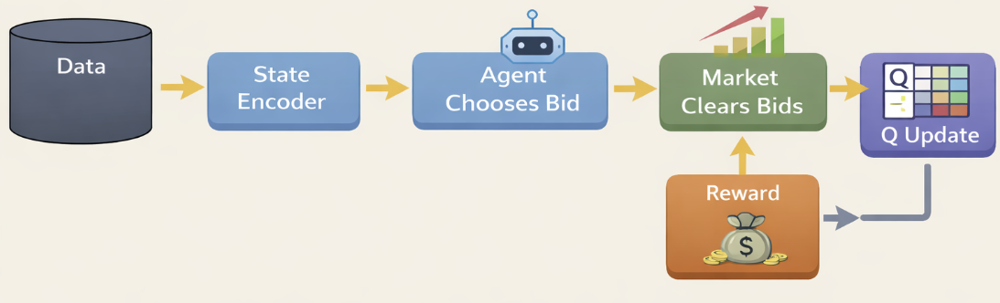 Data
State
Encoder
Agent
Chooses Bid
Market
Clears Bids
Q
Q Update
Reward
$